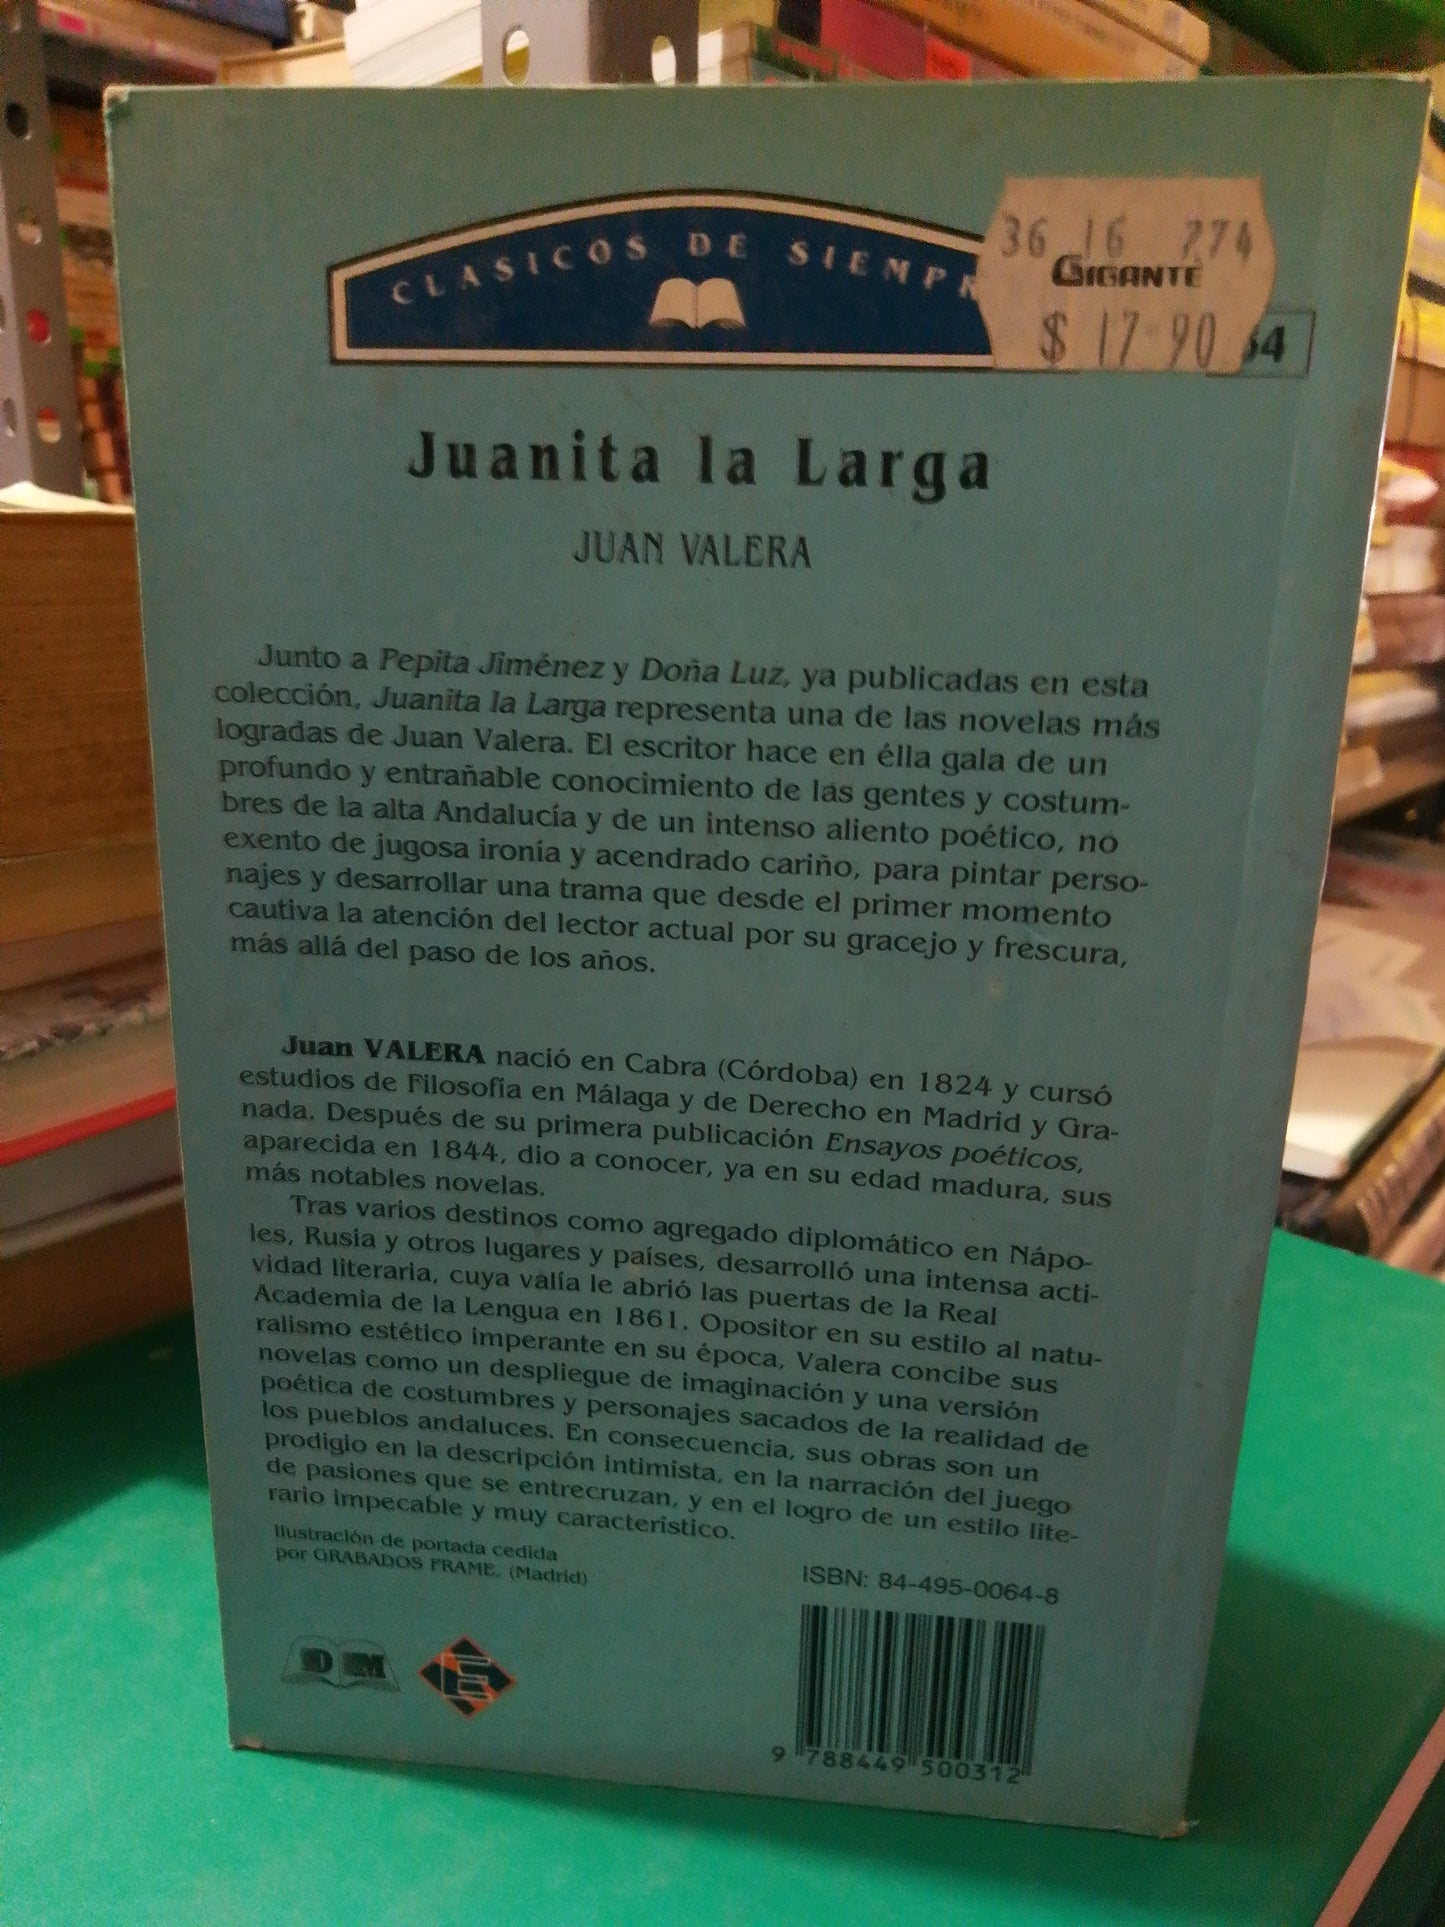 CLASICOS DE SIEMPR
36 16 274
GIGANTE
$ 17.90
64
Juanita la Larga
JUAN VALERA
Junto a Pepita Jiménez y Doña Luz, ya publicadas en esta
colección, Juanita la Larga representa una de las novelas más
logradas de Juan Valera. El escritor hace en élla gala de un
profundo y entrañable conocimiento de las gentes y costum-
bres de la alta Andalucía y de un intenso aliento poético, no
exento de jugosa ironía y acendrado cariño, para pintar perso-
najes y desarrollar una trama que desde el primer momento
cautiva la atención del lector actual por su gracejo y frescura,
más allá del paso de los años.
Juan VALERA nació en Cabra (Córdoba) en 1824 y cursó
estudios de Filosofía en Málaga y de Derecho en Madrid y Gra-
nada. Después de su primera publicación Ensayos poéticos,
aparecida en 1844, dio a conocer, ya en su edad madura, sus
más notables novelas.
Tras varios destinos como agregado diplomático en Nápo-
les, Rusia y otros lugares y países, desarrolló una intensa acti-
vidad literaria, cuya valía le abrió las puertas de la Real
Academia de la Lengua en 1861. Opositor en su estilo al natu-
ralismo estético imperante en su época, Valera concibe sus
novelas como un despliegue de imaginación y una versión
poética de costumbres y personajes sacados de la realidad de
los pueblos andaluces. En consecuencia, sus obras son un
prodigio en la descripción intimista, en la narración del juego
de pasiones que se entrecruzan, y en el logro de un estilo lite-
rario impecable y muy característico.
Ilustración de portada cedida
por GRABADOS FRAME. (Madrid)
ISBN: 84-495-0064-8
DM
E
9 788449 500312